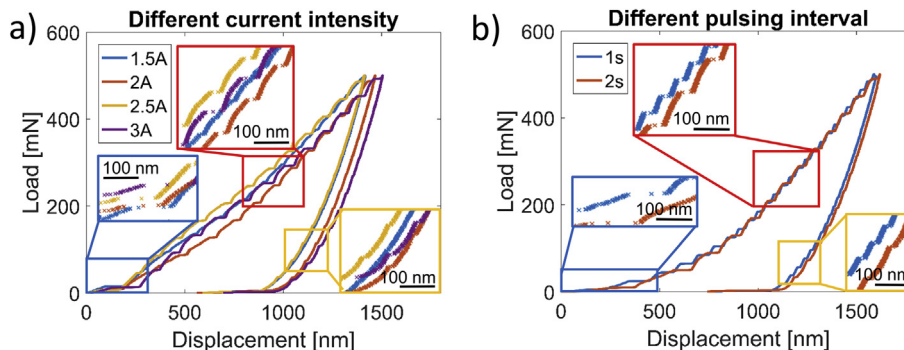 a)
Different current intensity
600
400
200
0
Load [mN]
1.5A
2A
2.5A
3A
100 nm
100 nm
100 nm
0
500
1000
1500
Displacement [nm]
b)
Different pulsing interval
600
400
200
0
Load [mN]
1s
2s
100 nm
100 nm
100 nm
0
500
1000
1500
Displacement [nm]